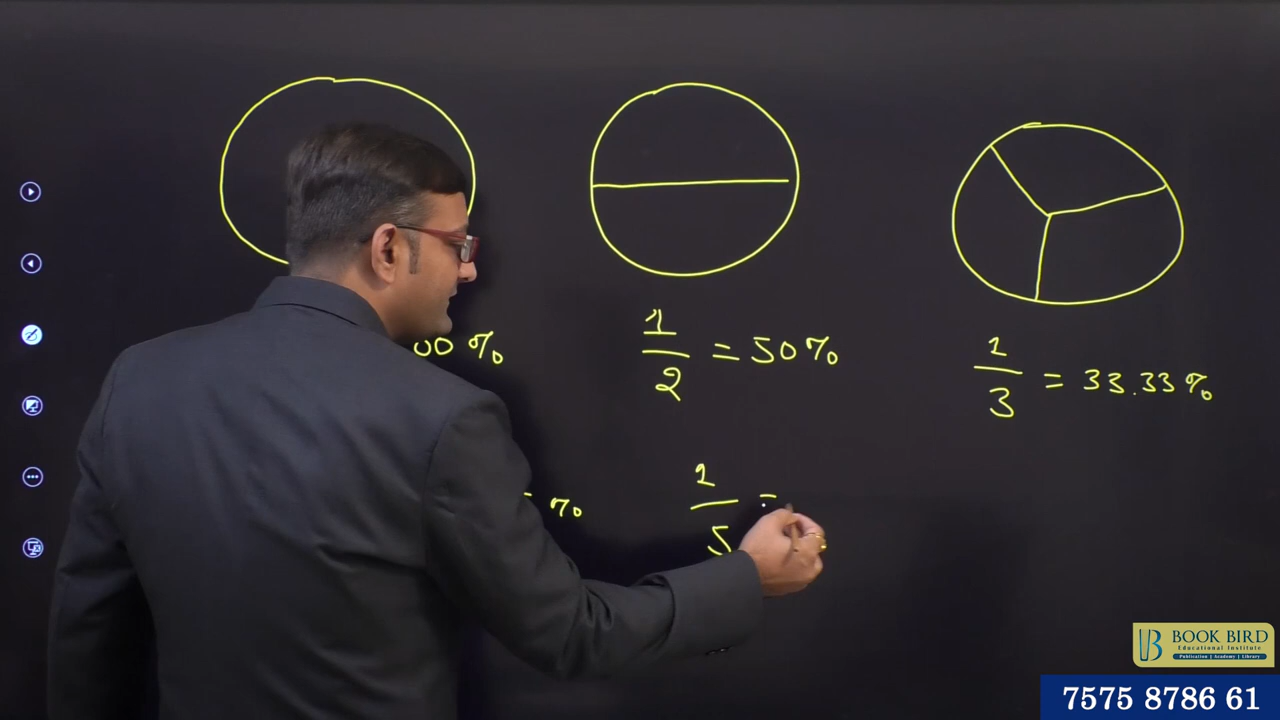 00 %
1/2 = 50 %
1/3 = 33.33 %
%
1/5 =
BOOK BIRD
Educational Institute
Publication | Academy | Library
7575 8786 61